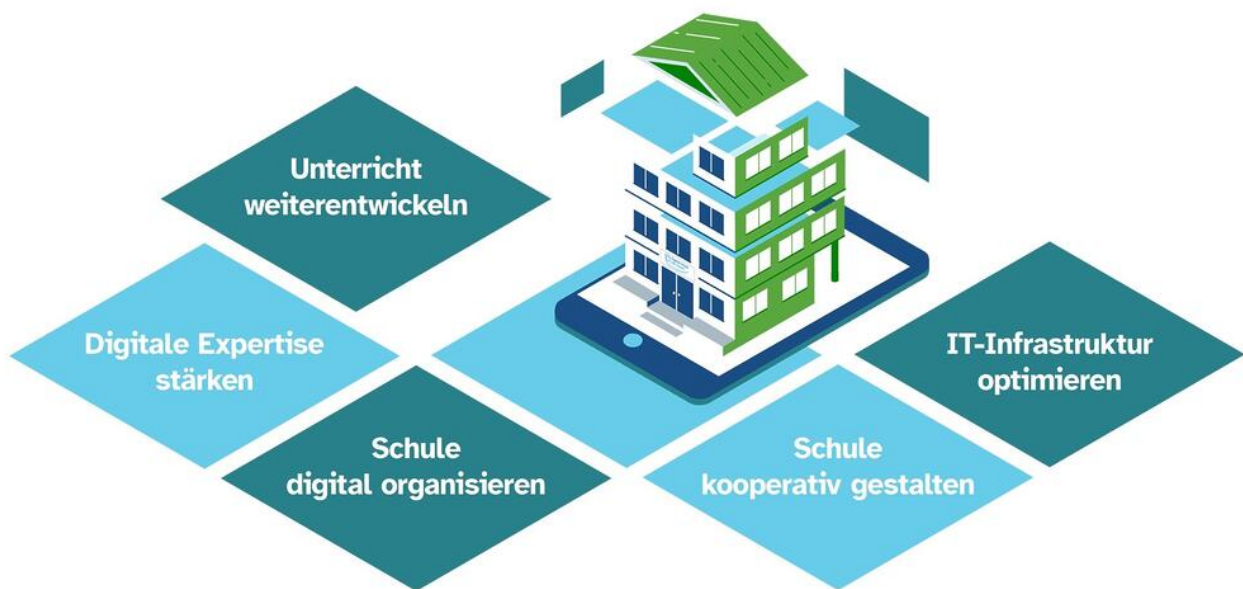 Unterricht
weiterentwickeln
Digitale Expertise
stärken
Schule
digital organisieren
Schule
kooperativ gestalten
IT-Infrastruktur
optimieren